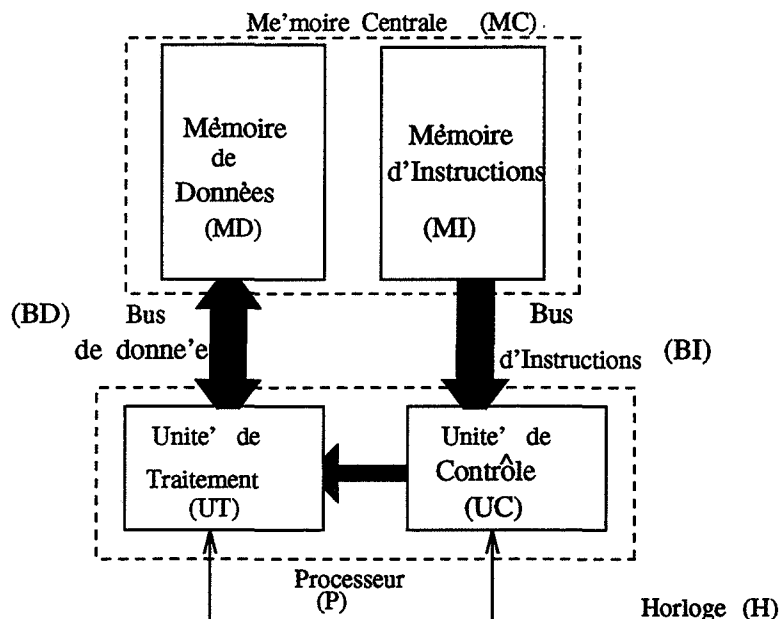 Me'moire Centrale (MC)
Mémoire
de
Données
(MD)
Mémoire
d'Instructions
(MI)
(BD) Bus
de donne'e
Bus
d'Instructions (BI)
Unite' de
Traitement
(UT)
Unite' de
Contrôle
(UC)
Processeur
(P)
Horloge (H)